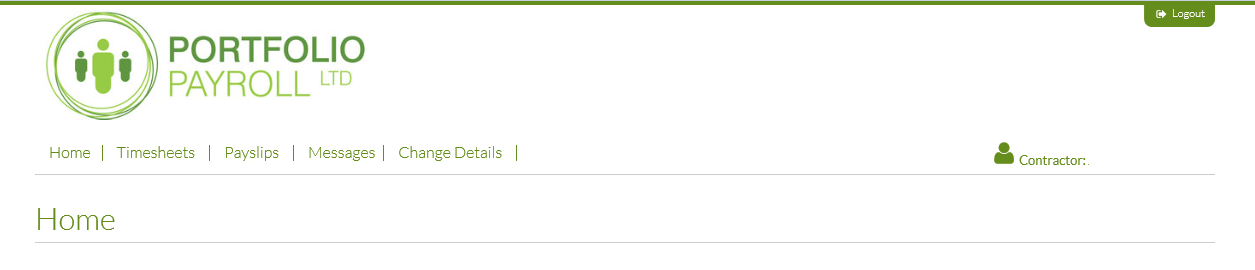 Logout
PORTFOLIO
PAYROLL LTD
Home Timesheets Payslips Messages Change Details
Contractor:
Home